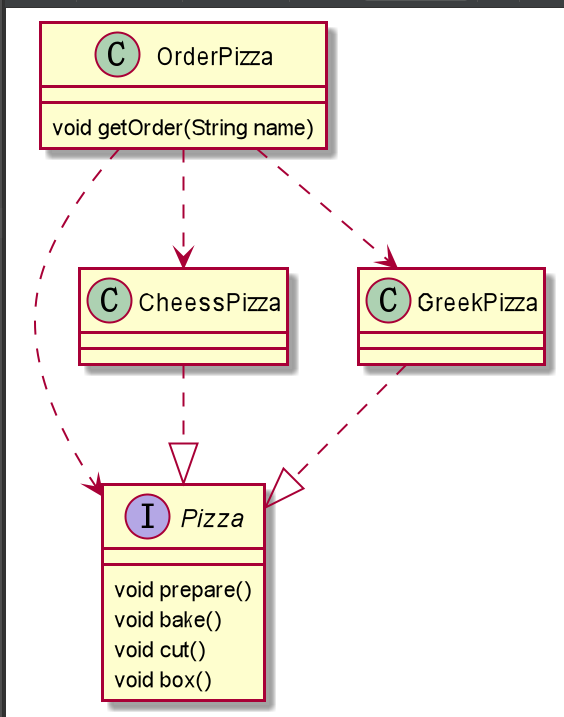 C OrderPizza
void getOrder(String name)
C CheessPizza
C GreekPizza
I Pizza
void prepare()
void bake()
void cut()
void box()